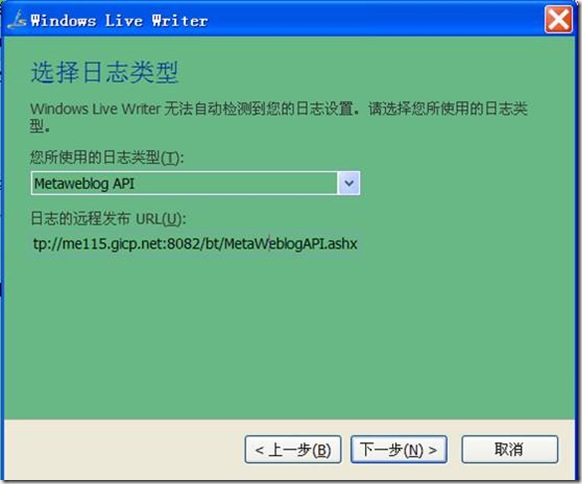 Windows Live Writer
选择日志类型
Windows Live Writer 无法自动检测到您的日志设置。请选择您所使用的日志类
型。
您所使用的日志类型(T):
Metaweblog API
日志的远程发布 URL(U):
tp://me115.gicp.net:8082/bt/MetaWeblogAPI.ashx
< 上一步(B)
下一步(N) >
取消